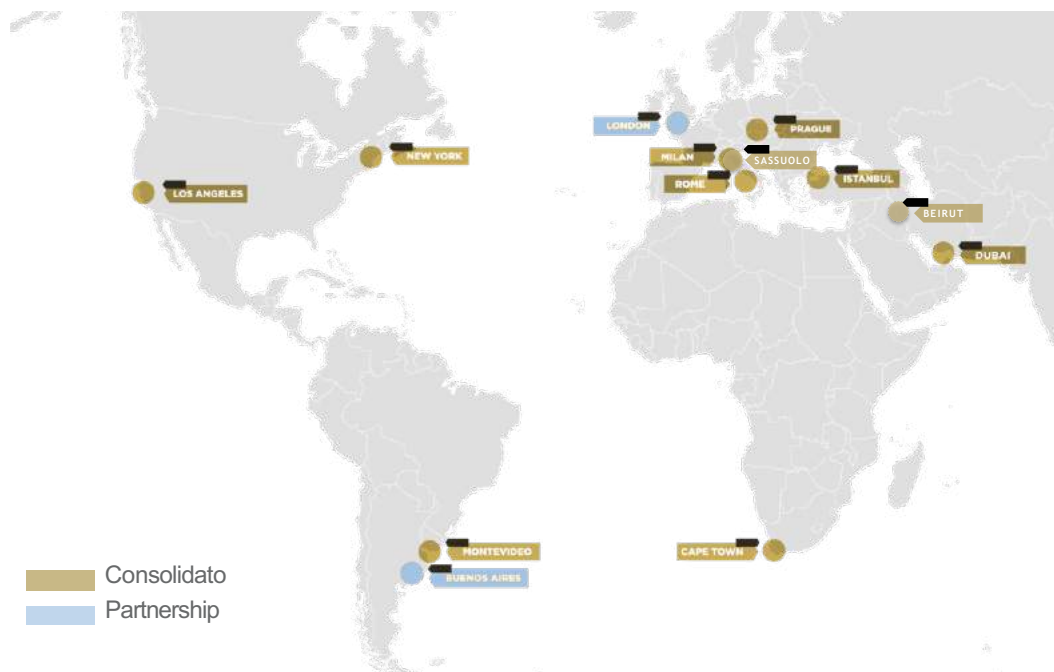 LONDON
PRAGUE
NEW YORK
MILAN
SASSUOLO
ROME
ISTANBUL
LOS ANGELES
BEIRUT
DUBAI
MONTEVIDEO
CAPE TOWN
BUENOS AIRES
Consolidato
Partnership